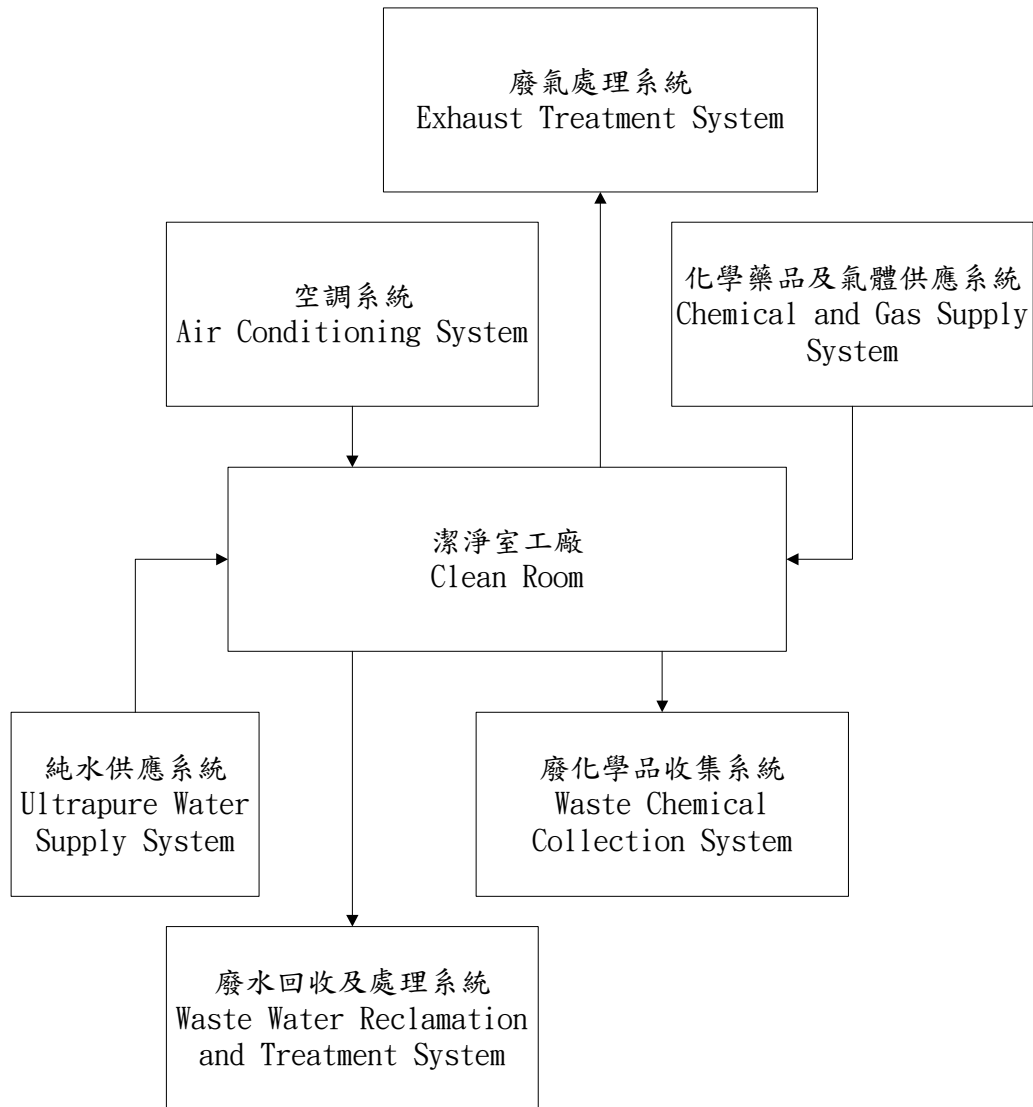 廢氣處理系統
Exhaust Treatment System
空調系統
Air Conditioning System
化學藥品及氣體供應系統
Chemical and Gas Supply
System
潔淨室工廠
Clean Room
純水供應系統
Ultrapure Water
Supply System
廢化學品收集系統
Waste Chemical
Collection System
廢水回收及處理系統
Waste Water Reclamation
and Treatment System